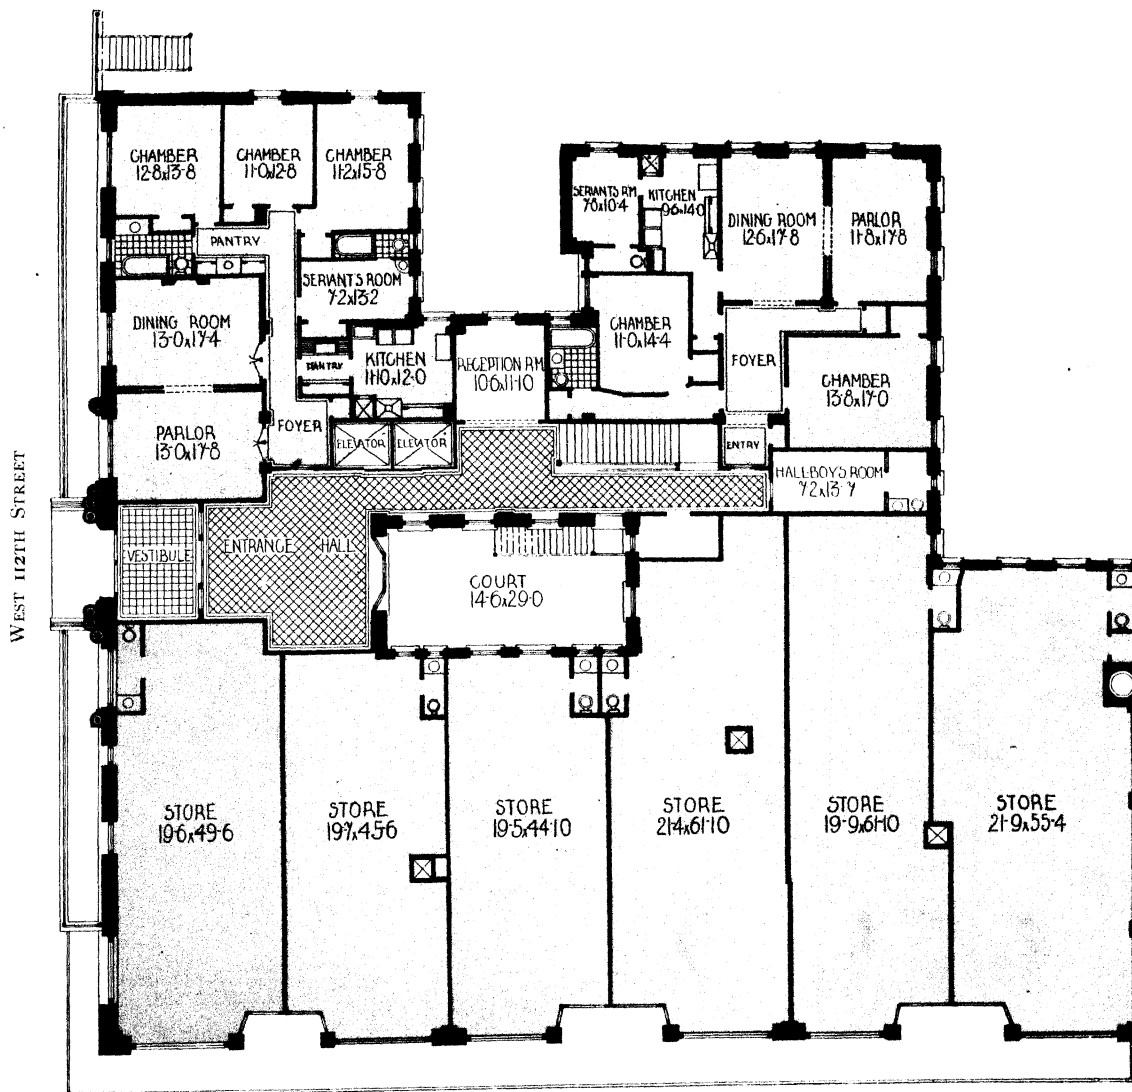 CHAMBER
12-8x13-8
CHAMBER
11-0x12-8
CHAMBER
11-2x15-8
PANTRY
SERVANTS ROOM
7-2x13-2
DINING ROOM
13-0x17-4
PANTRY
KITCHEN
11-10x12-0
RECEPTION RM.
10-6x11-10
PARLOR
13-0x17-8
FOYER
ELEVATOR
ELEVATOR
SERVANTS RM.
7-8x10-4
KITCHEN
9-6x14-0
DINING ROOM
12-6x17-8
PARLOR
11-8x17-8
CHAMBER
11-0x14-4
FOYER
CHAMBER
13-8x17-0
ENTRY
HALL-BOYS ROOM
7-2x13-7
WEST 112TH STREET
VESTIBULE
ENTRANCE HALL
COURT
14-6x29-0
STORE
19-6x49-6
STORE
19-7x45-6
STORE
19-5x44-10
STORE
21-4x61-10
STORE
19-9x61-10
STORE
21-9x55-4